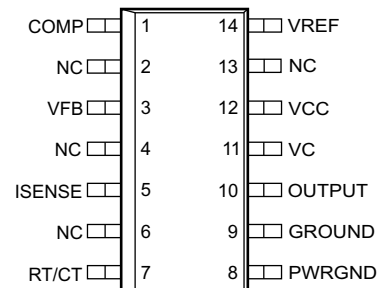 COMP 1 14 VREF
NC 2 13 NC
VFB 3 12 VCC
NC 4 11 VC
ISENSE 5 10 OUTPUT
NC 6 9 GROUND
RT/CT 7 8 PWRGND